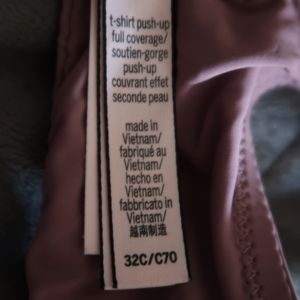 t-shirt push-up
full coverage/
soutien-gorge
push-up
couvrant effet
seconde peau
made in
Vietnam/
fabriqué au
Vietnam/
hecho en
Vietnam/
fabbricato in
Vietnam/
越南制造
32C/C70